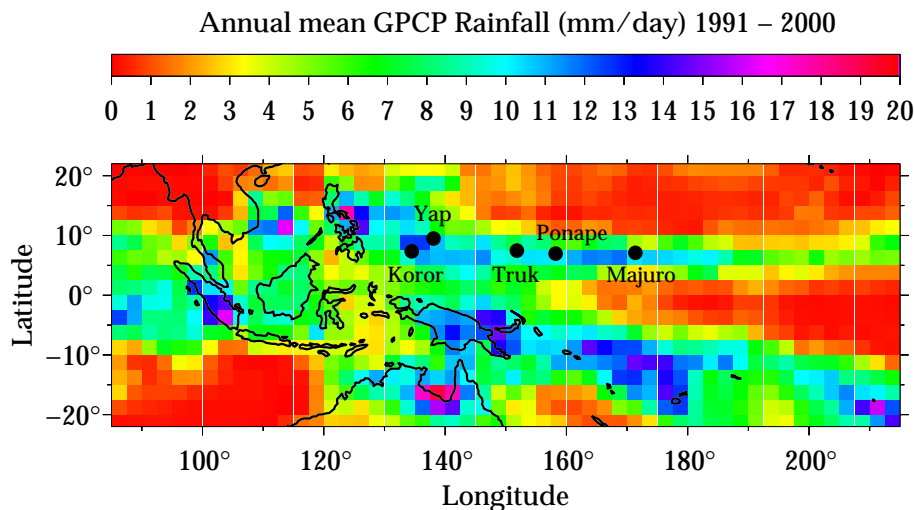 Annual mean GPCP Rainfall (mm/day) 1991 – 2000
0 1 2 3 4 5 6 7 8 9 10 11 12 13 14 15 16 17 18 19 20
20°
10°
0°
−10°
−20°
Latitude
Yap
Ponape
Koror
Truk
Majuro
100° 120° 140° 160° 180° 200°
Longitude